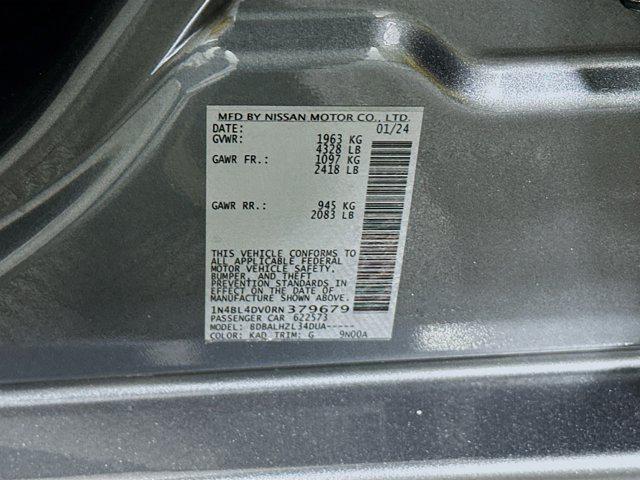 MFD BY NISSAN MOTOR CO., LTD.
DATE: 01/24
GVWR: 1963 KG
4328 LB
GAWR FR.: 1097 KG
2418 LB
GAWR RR.: 945 KG
2083 LB
THIS VEHICLE CONFORMS TO
ALL APPLICABLE FEDERAL
MOTOR VEHICLE SAFETY,
BUMPER, AND THEFT
PREVENTION STANDARDS IN
EFFECT ON THE DATE OF
MANUFACTURE SHOWN ABOVE.
1N4BL4DV0RN 379679
PASSENGER CAR 622573
MODEL: BDBALHZL34DUA-----
COLOR: KAD TRIM: G 9N00A